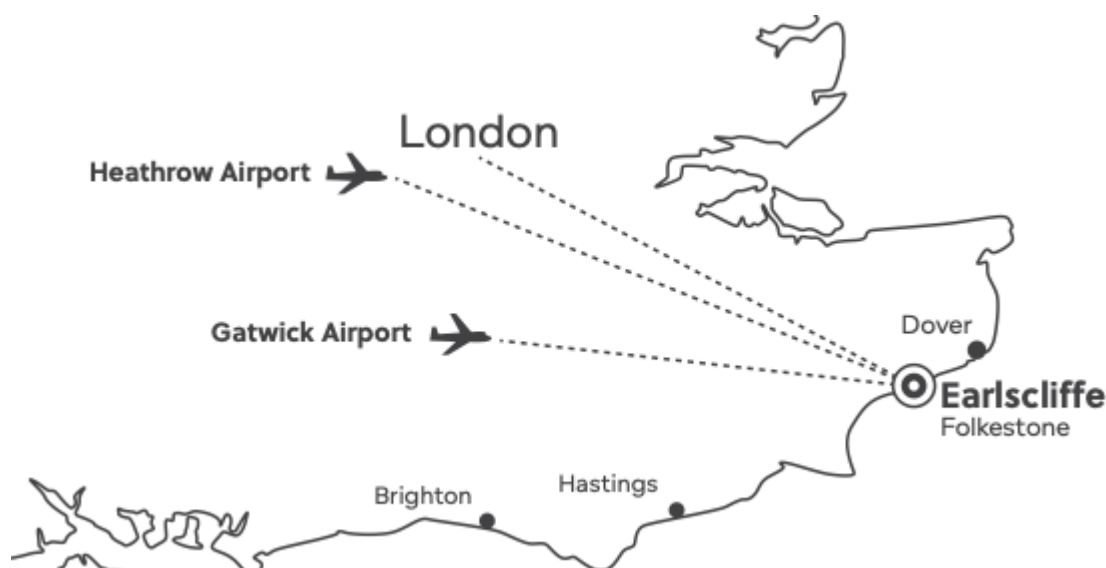 London
Heathrow Airport
Gatwick Airport
Dover
Earlscliffe
Folkestone
Hastings
Brighton